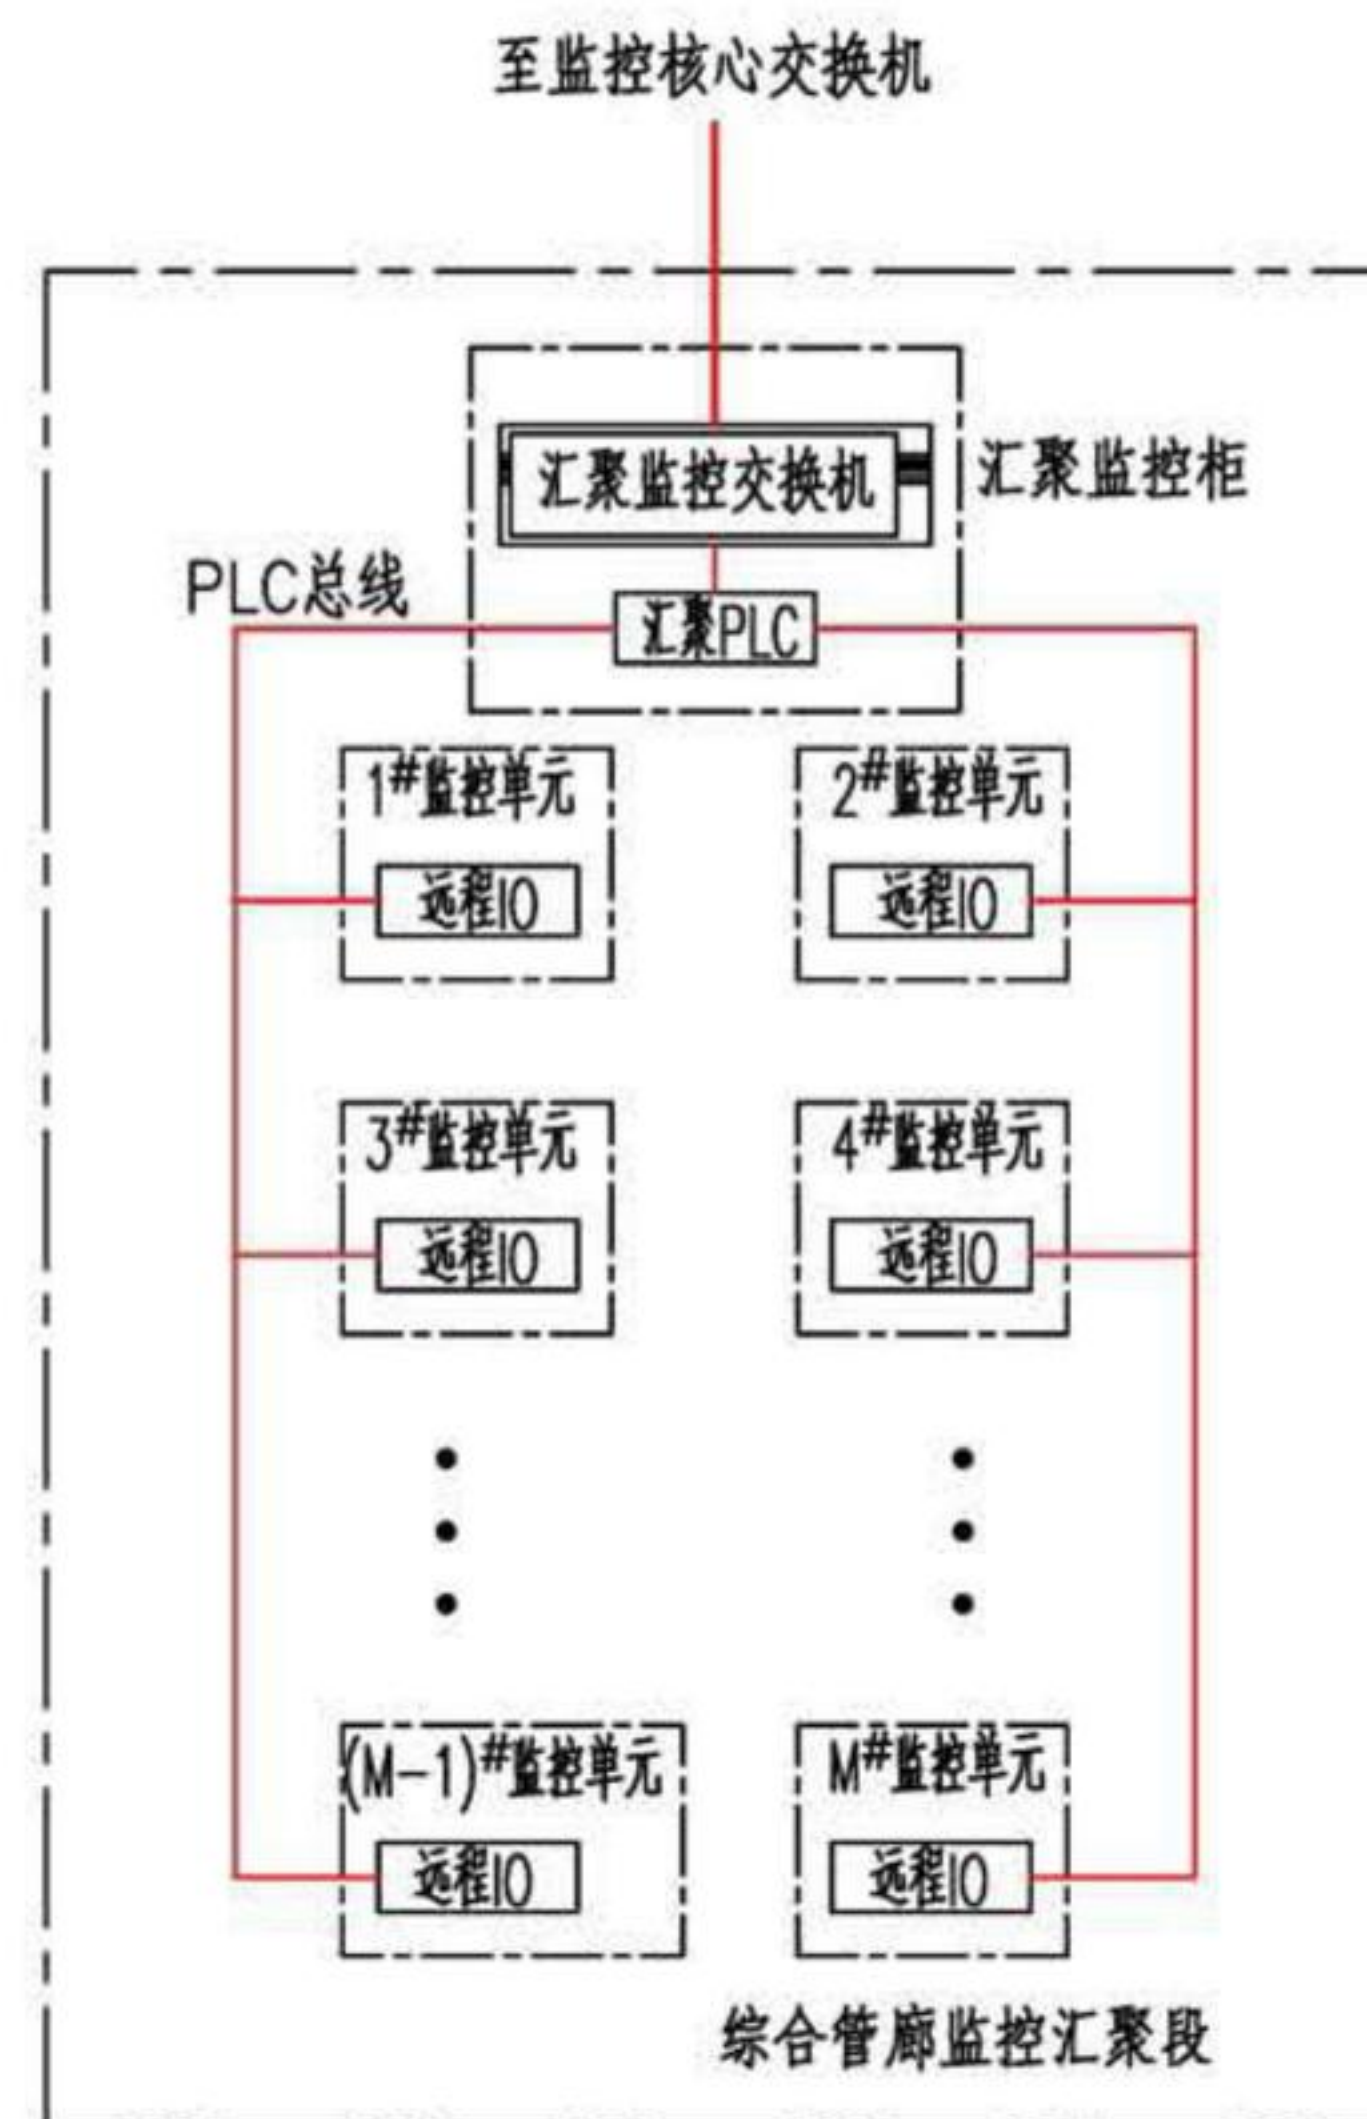 至监控核心交换机
汇聚监控交换机
汇聚监控柜
PLC总线
汇聚PLC
1#监控单元
2#监控单元
远程IO
远程IO
3#监控单元
4#监控单元
远程IO
远程IO
(M-1)#监控单元
M#监控单元
远程IO
远程IO
综合管廊监控汇聚段